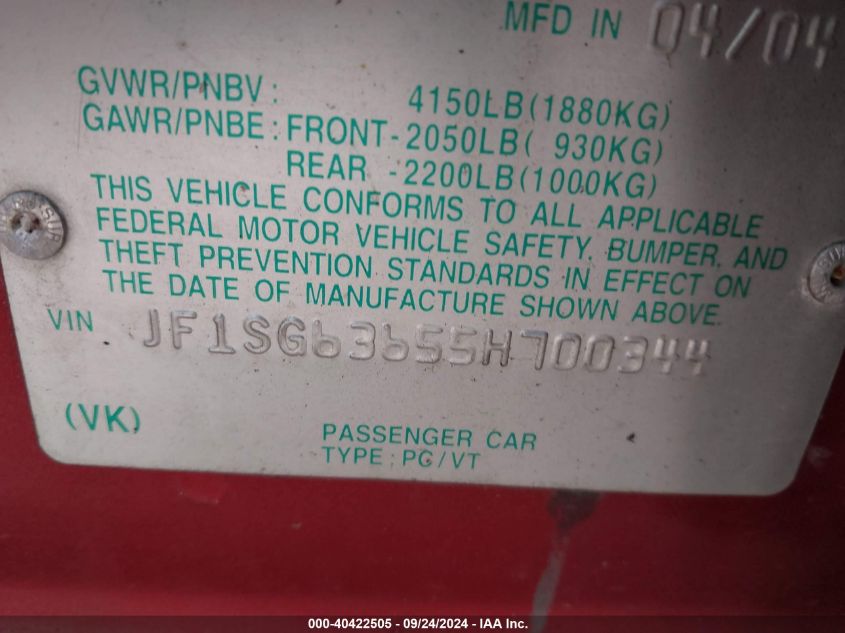 MFD IN 04/04
GVWR/PNBV: 4150LB(1880KG)
GAWR/PNBE: FRONT-2050LB( 930KG)
REAR -2200LB(1000KG)
THIS VEHICLE CONFORMS TO ALL APPLICABLE
FEDERAL MOTOR VEHICLE SAFETY, BUMPER, AND
THEFT PREVENTION STANDARDS IN EFFECT ON
THE DATE OF MANUFACTURE SHOWN ABOVE.
VIN JF1SG63655H700344
(VK)
PASSENGER CAR
TYPE: PC/VT
000-40422505 - 09/24/2024 - IAA Inc.